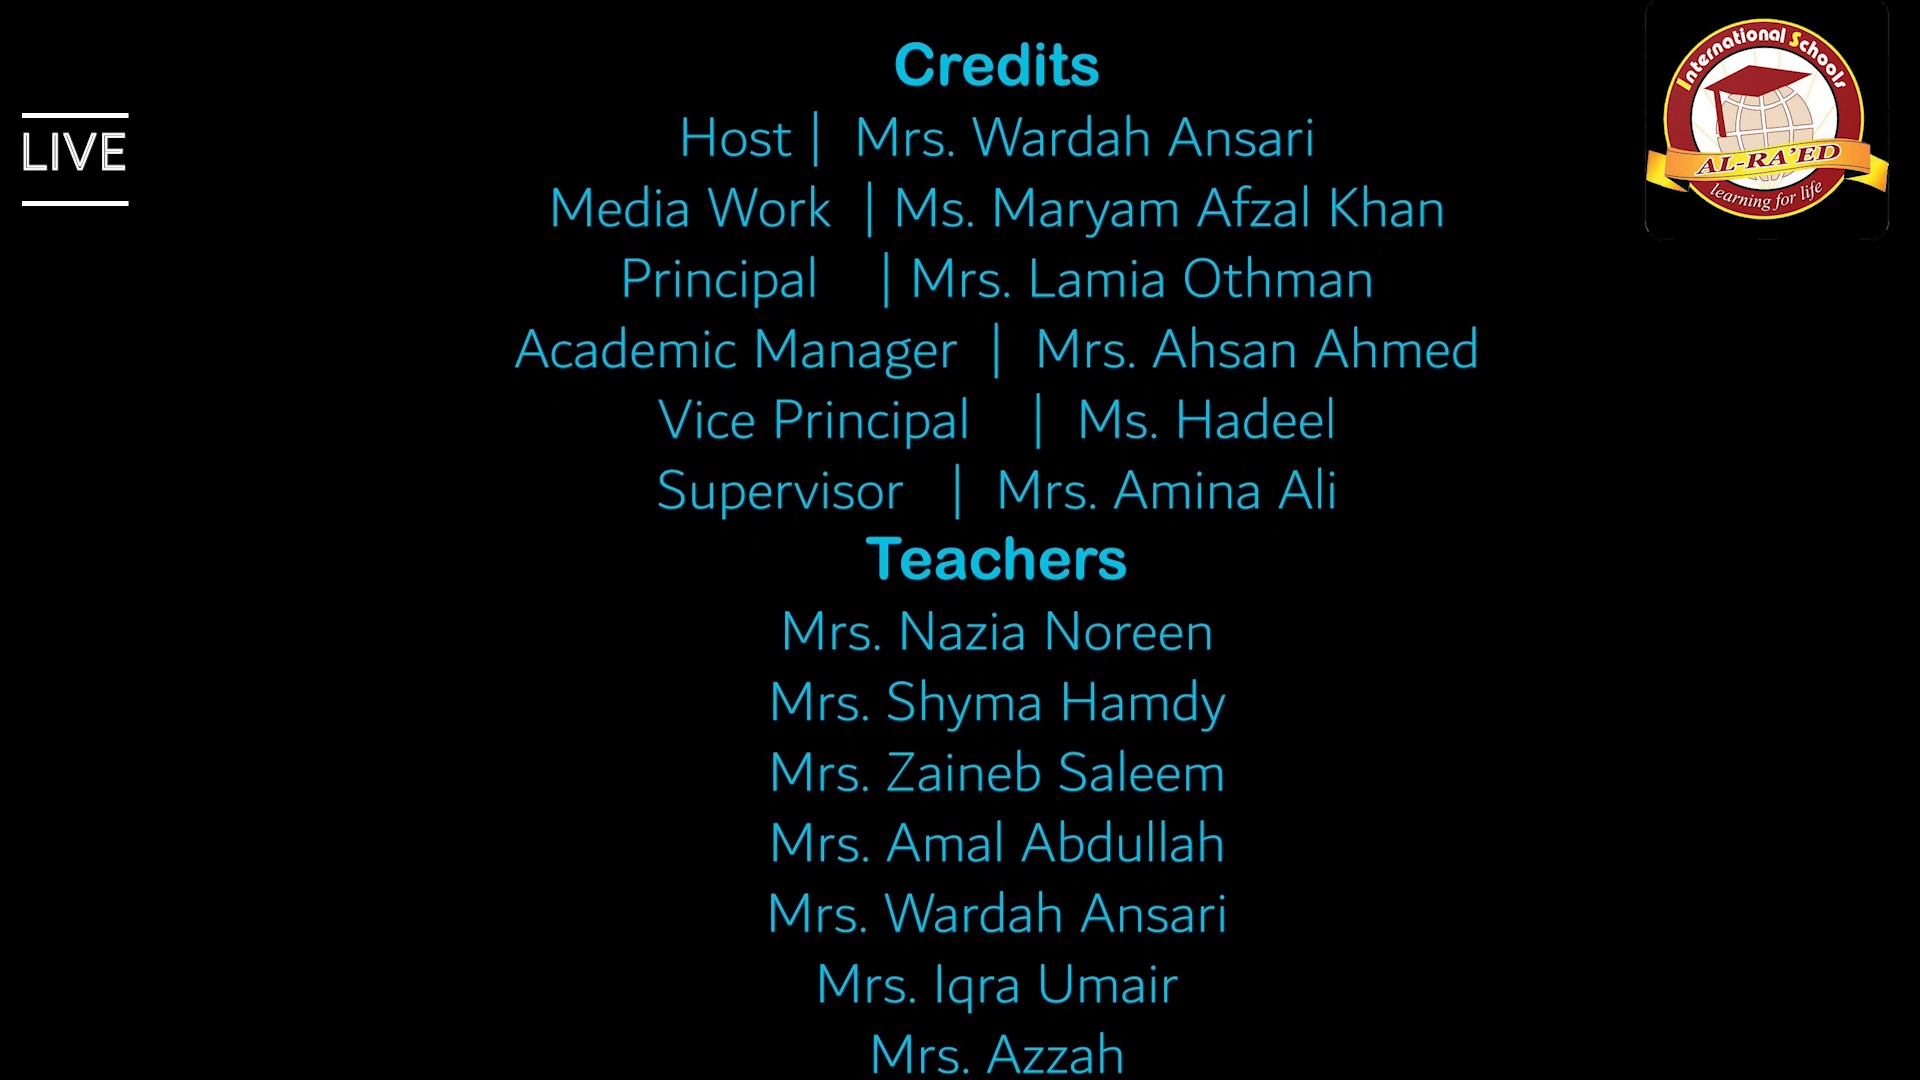 Credits
LIVE
Host | Mrs. Wardah Ansari
Media Work | Ms. Maryam Afzal Khan
Principal | Mrs. Lamia Othman
Academic Manager | Mrs. Ahsan Ahmed
Vice Principal | Ms. Hadeel
Supervisor | Mrs. Amina Ali
Teachers
Mrs. Nazia Noreen
Mrs. Shyma Hamdy
Mrs. Zaineb Saleem
Mrs. Amal Abdullah
Mrs. Wardah Ansari
Mrs. Iqra Umair
Mrs. Azzah
International Schools
AL-RA'ED
learning for life